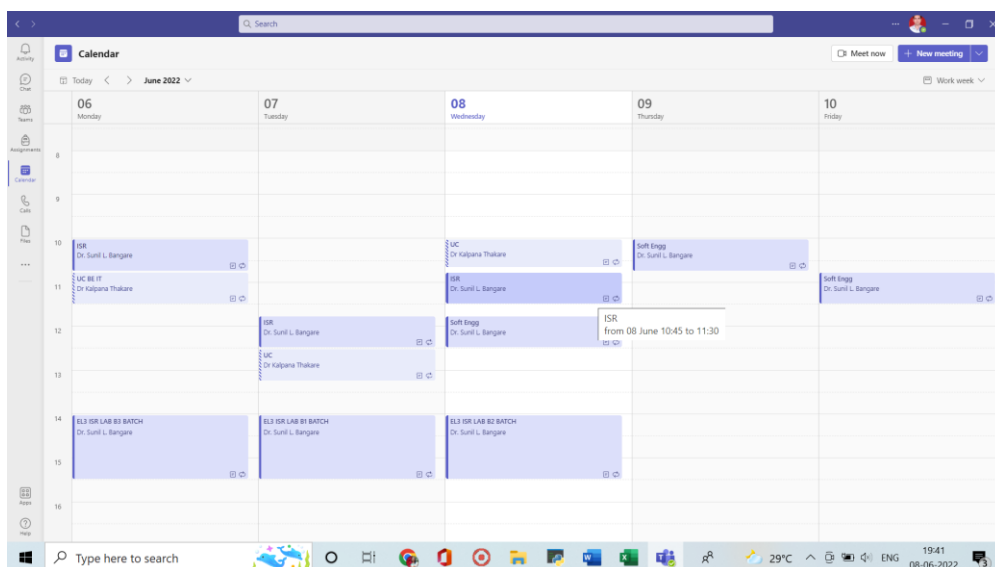 Search
Activity
Chat
Teams
Assignments
Calendar
Calls
Files
Apps
Help
Calendar
Meet now
New meeting
Today
June 2022
Work week
06
Monday
07
Tuesday
08
Wednesday
09
Thursday
10
Friday
8
9
10
11
12
13
14
15
16
ISR
Dr. Sunil L. Bangare
UC BE IT
Dr Kalpana Thakare
EL3 ISR LAB B3 BATCH
Dr. Sunil L. Bangare
ISR
Dr. Sunil L. Bangare
UC
Dr Kalpana Thakare
EL3 ISR LAB B1 BATCH
Dr. Sunil L. Bangare
UC
Dr Kalpana Thakare
ISR
Dr. Sunil L. Bangare
Soft Engg
Dr. Sunil L. Bangare
EL3 ISR LAB B2 BATCH
Dr. Sunil L. Bangare
ISR
from 08 June 10:45 to 11:30
Soft Engg
Dr. Sunil L. Bangare
Soft Engg
Dr. Sunil L. Bangare
Type here to search
29°C
ENG
19:41
08-06-2022
3